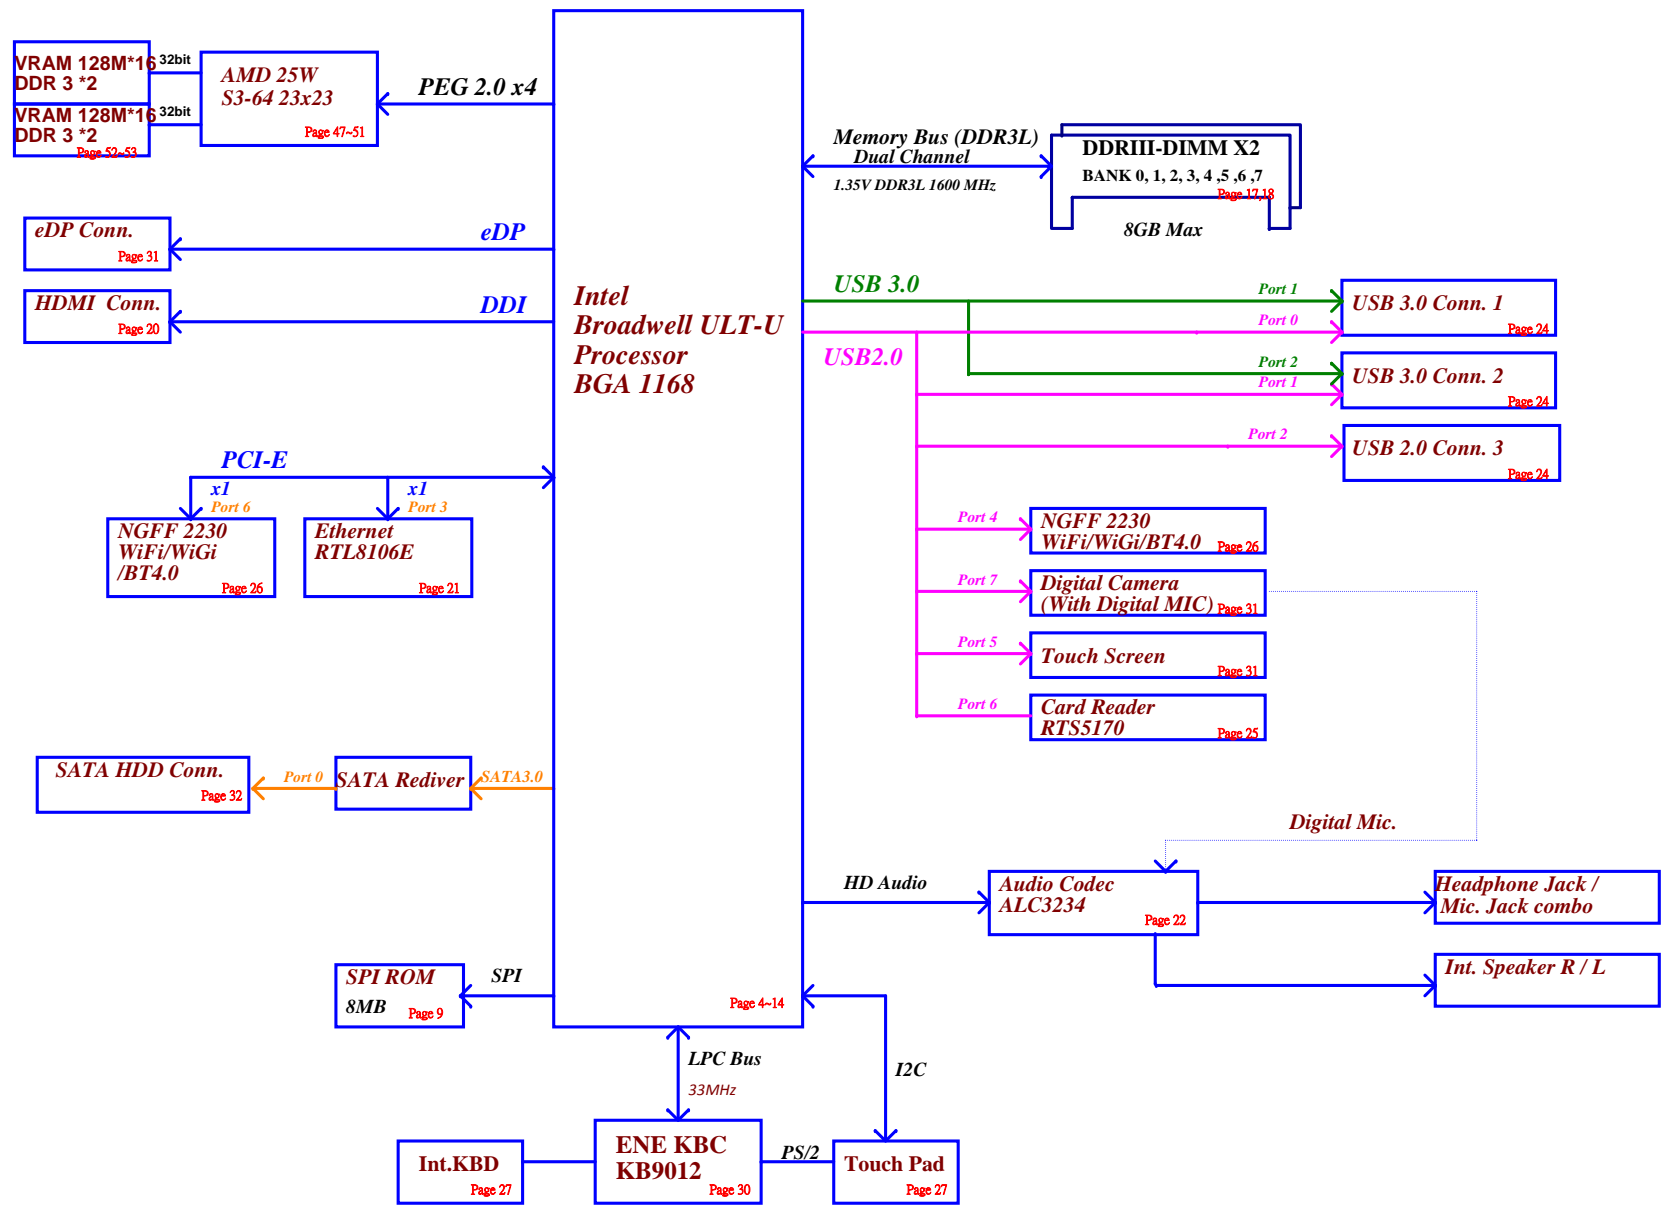 VRAM 128M*16
DDR 3 *2
32bit
VRAM 128M*16
DDR 3 *2
32bit
Page 52~53
AMD 25W
S3-64 23x23
Page 47~51
PEG 2.0 x4
Memory Bus (DDR3L)
Dual Channel
1.35V DDR3L 1600 MHz
DDRIII-DIMM X2
BANK 0, 1, 2, 3, 4 ,5 ,6 ,7
Page 17,18
8GB Max
eDP Conn.
Page 31
eDP
HDMI Conn.
Page 20
DDI
Intel
Broadwell ULT-U
Processor
BGA 1168
Page 4~14
USB 3.0
USB2.0
Port 1
Port 0
USB 3.0 Conn. 1
Page 24
Port 2
Port 1
USB 3.0 Conn. 2
Page 24
Port 2
USB 2.0 Conn. 3
Page 24
PCI-E
x1
Port 6
x1
Port 3
NGFF 2230
WiFi/WiGi
/BT4.0
Page 26
Ethernet
RTL8106E
Page 21
Port 4
NGFF 2230
WiFi/WiGi/BT4.0
Page 26
Port 7
Digital Camera
(With Digital MIC)
Page 31
Port 5
Touch Screen
Page 31
Port 6
Card Reader
RTS5170
Page 25
SATA HDD Conn.
Page 32
Port 0
SATA Rediver
SATA3.0
Digital Mic.
HD Audio
Audio Codec
ALC3234
Page 22
Headphone Jack /
Mic. Jack combo
Int. Speaker R / L
SPI ROM
8MB
Page 9
SPI
LPC Bus
33MHz
I2C
Int.KBD
Page 27
ENE KBC
KB9012
Page 30
PS/2
Touch Pad
Page 27